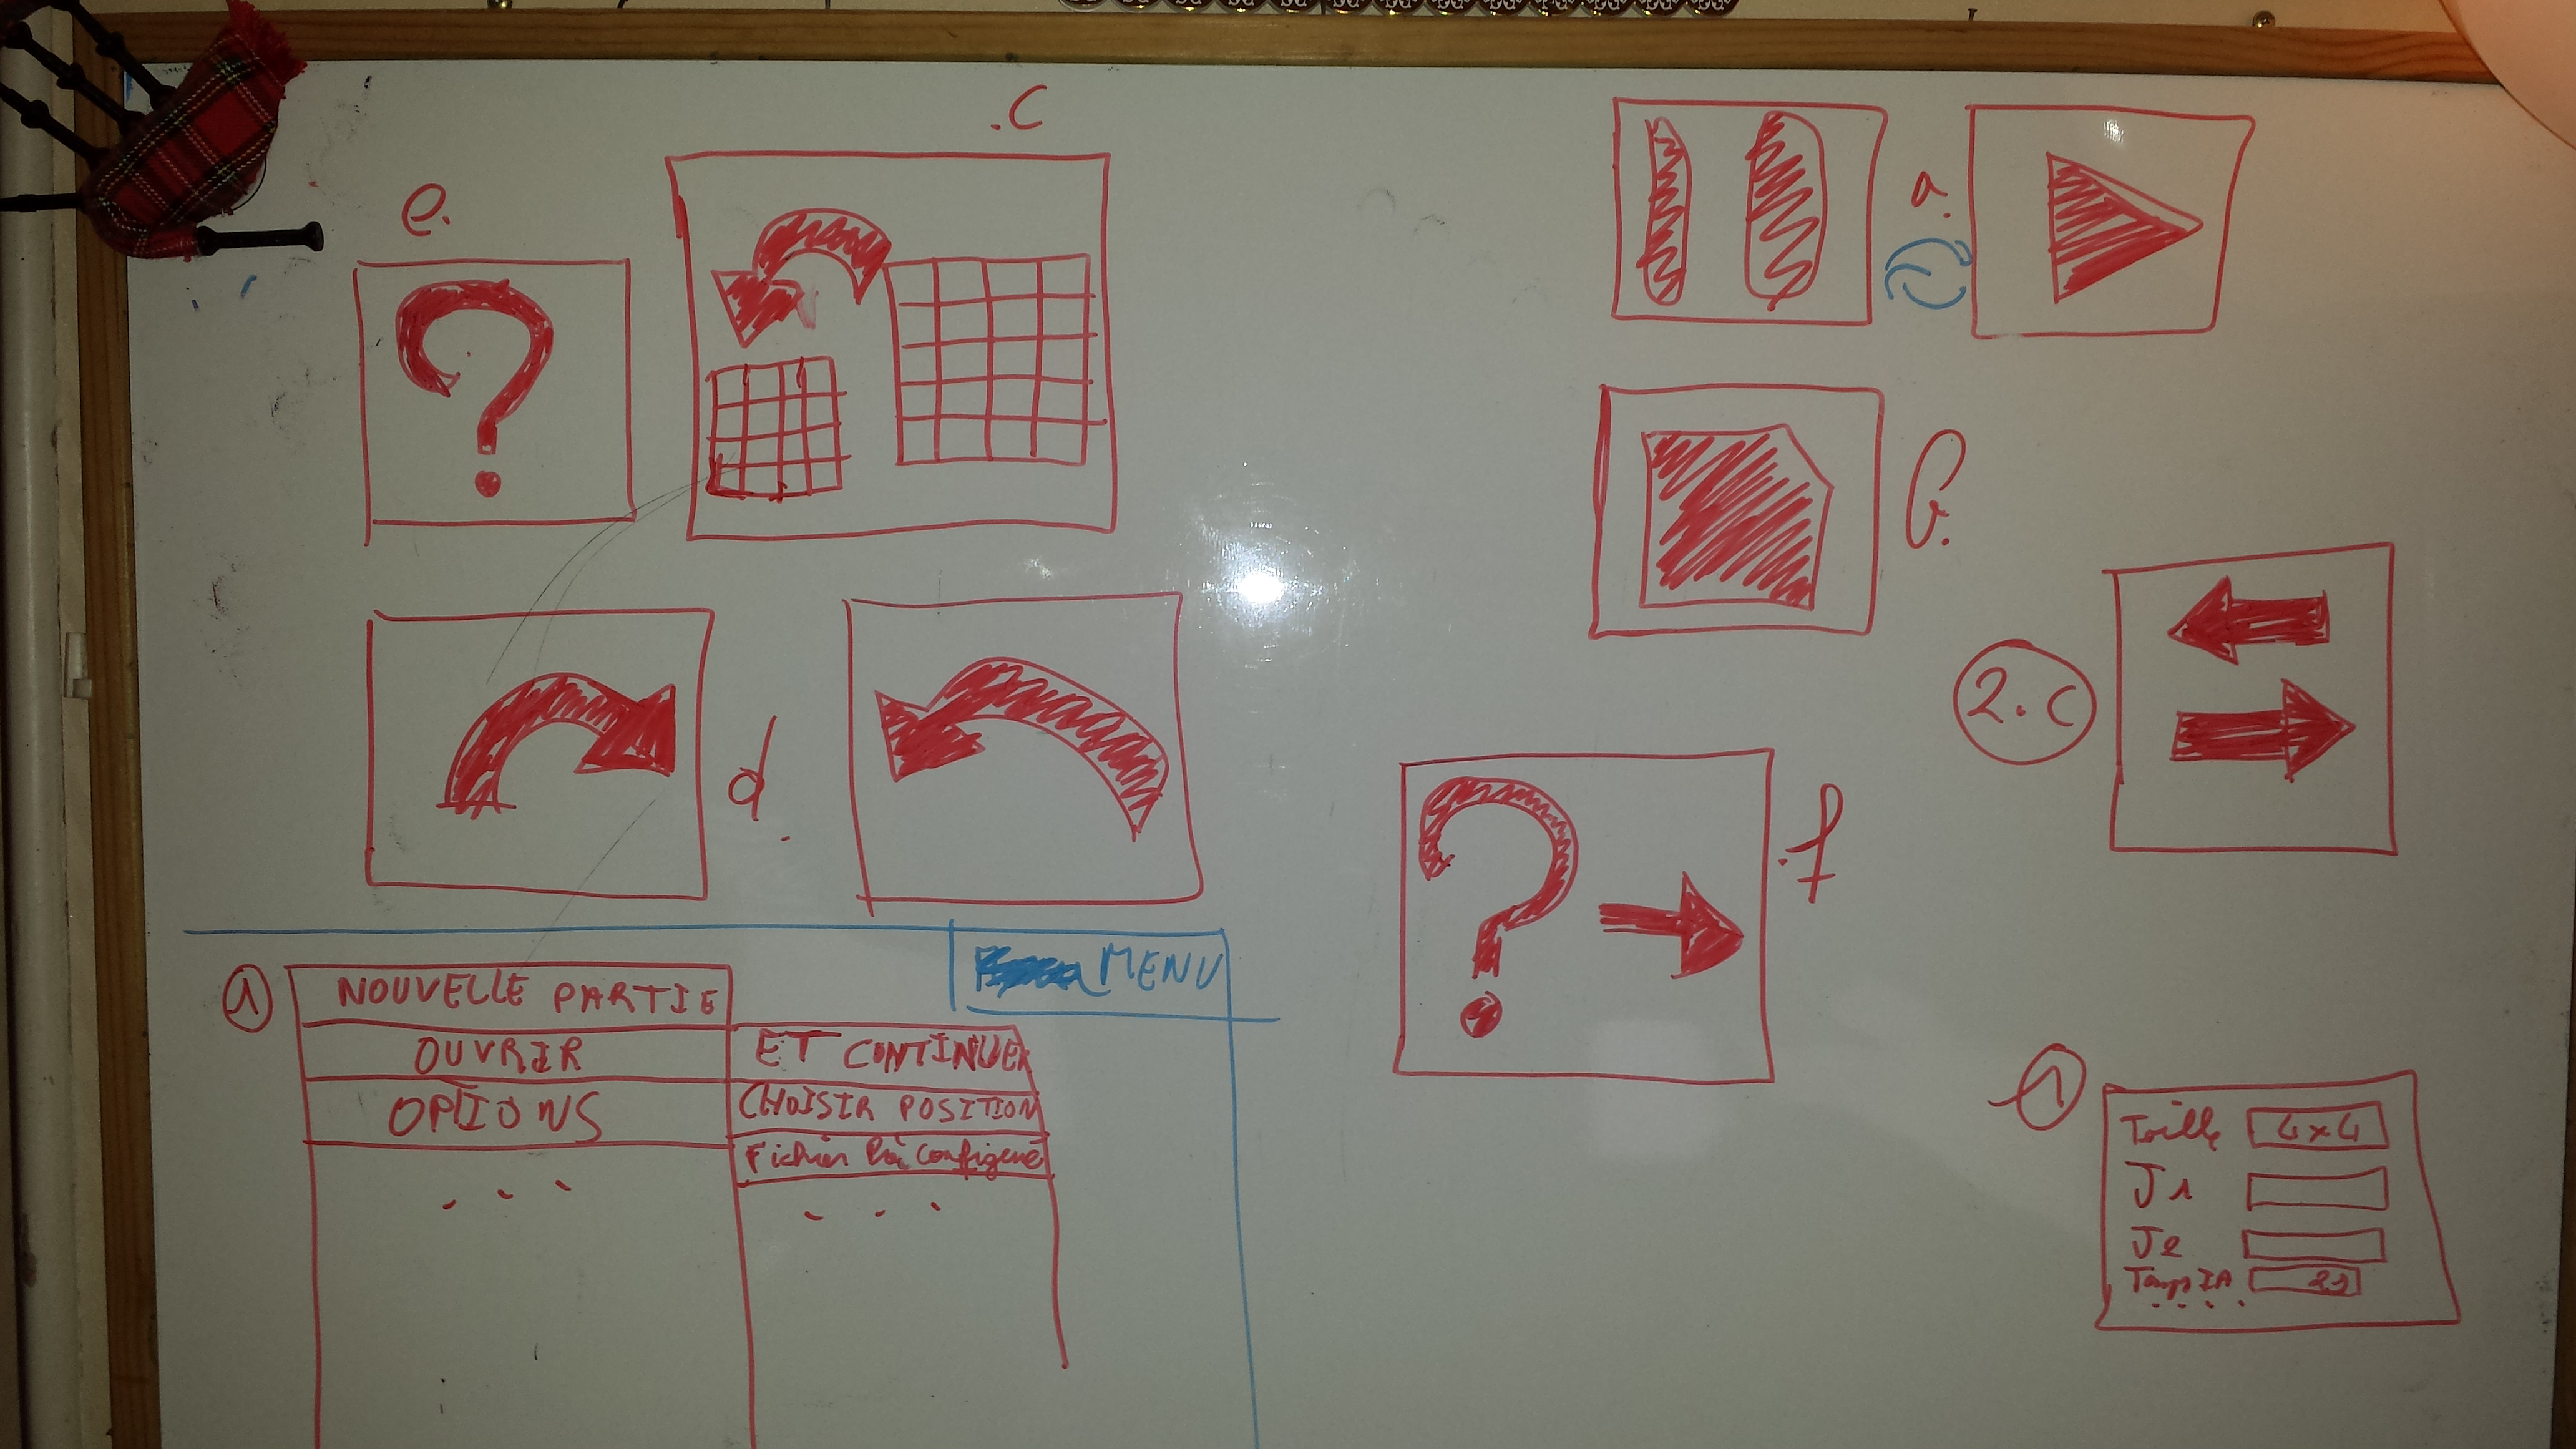 .C
e.
a.
b.
d.
2.C
.f
MENU
1
NOUVELLE PARTIE
OUVRIR
ET CONTINUER
OPTIONS
CHOISIR POSITION
Fichier configuré
. . .
. . .
1
Taille 4x4
J1
J2
Temps IA
. . . .